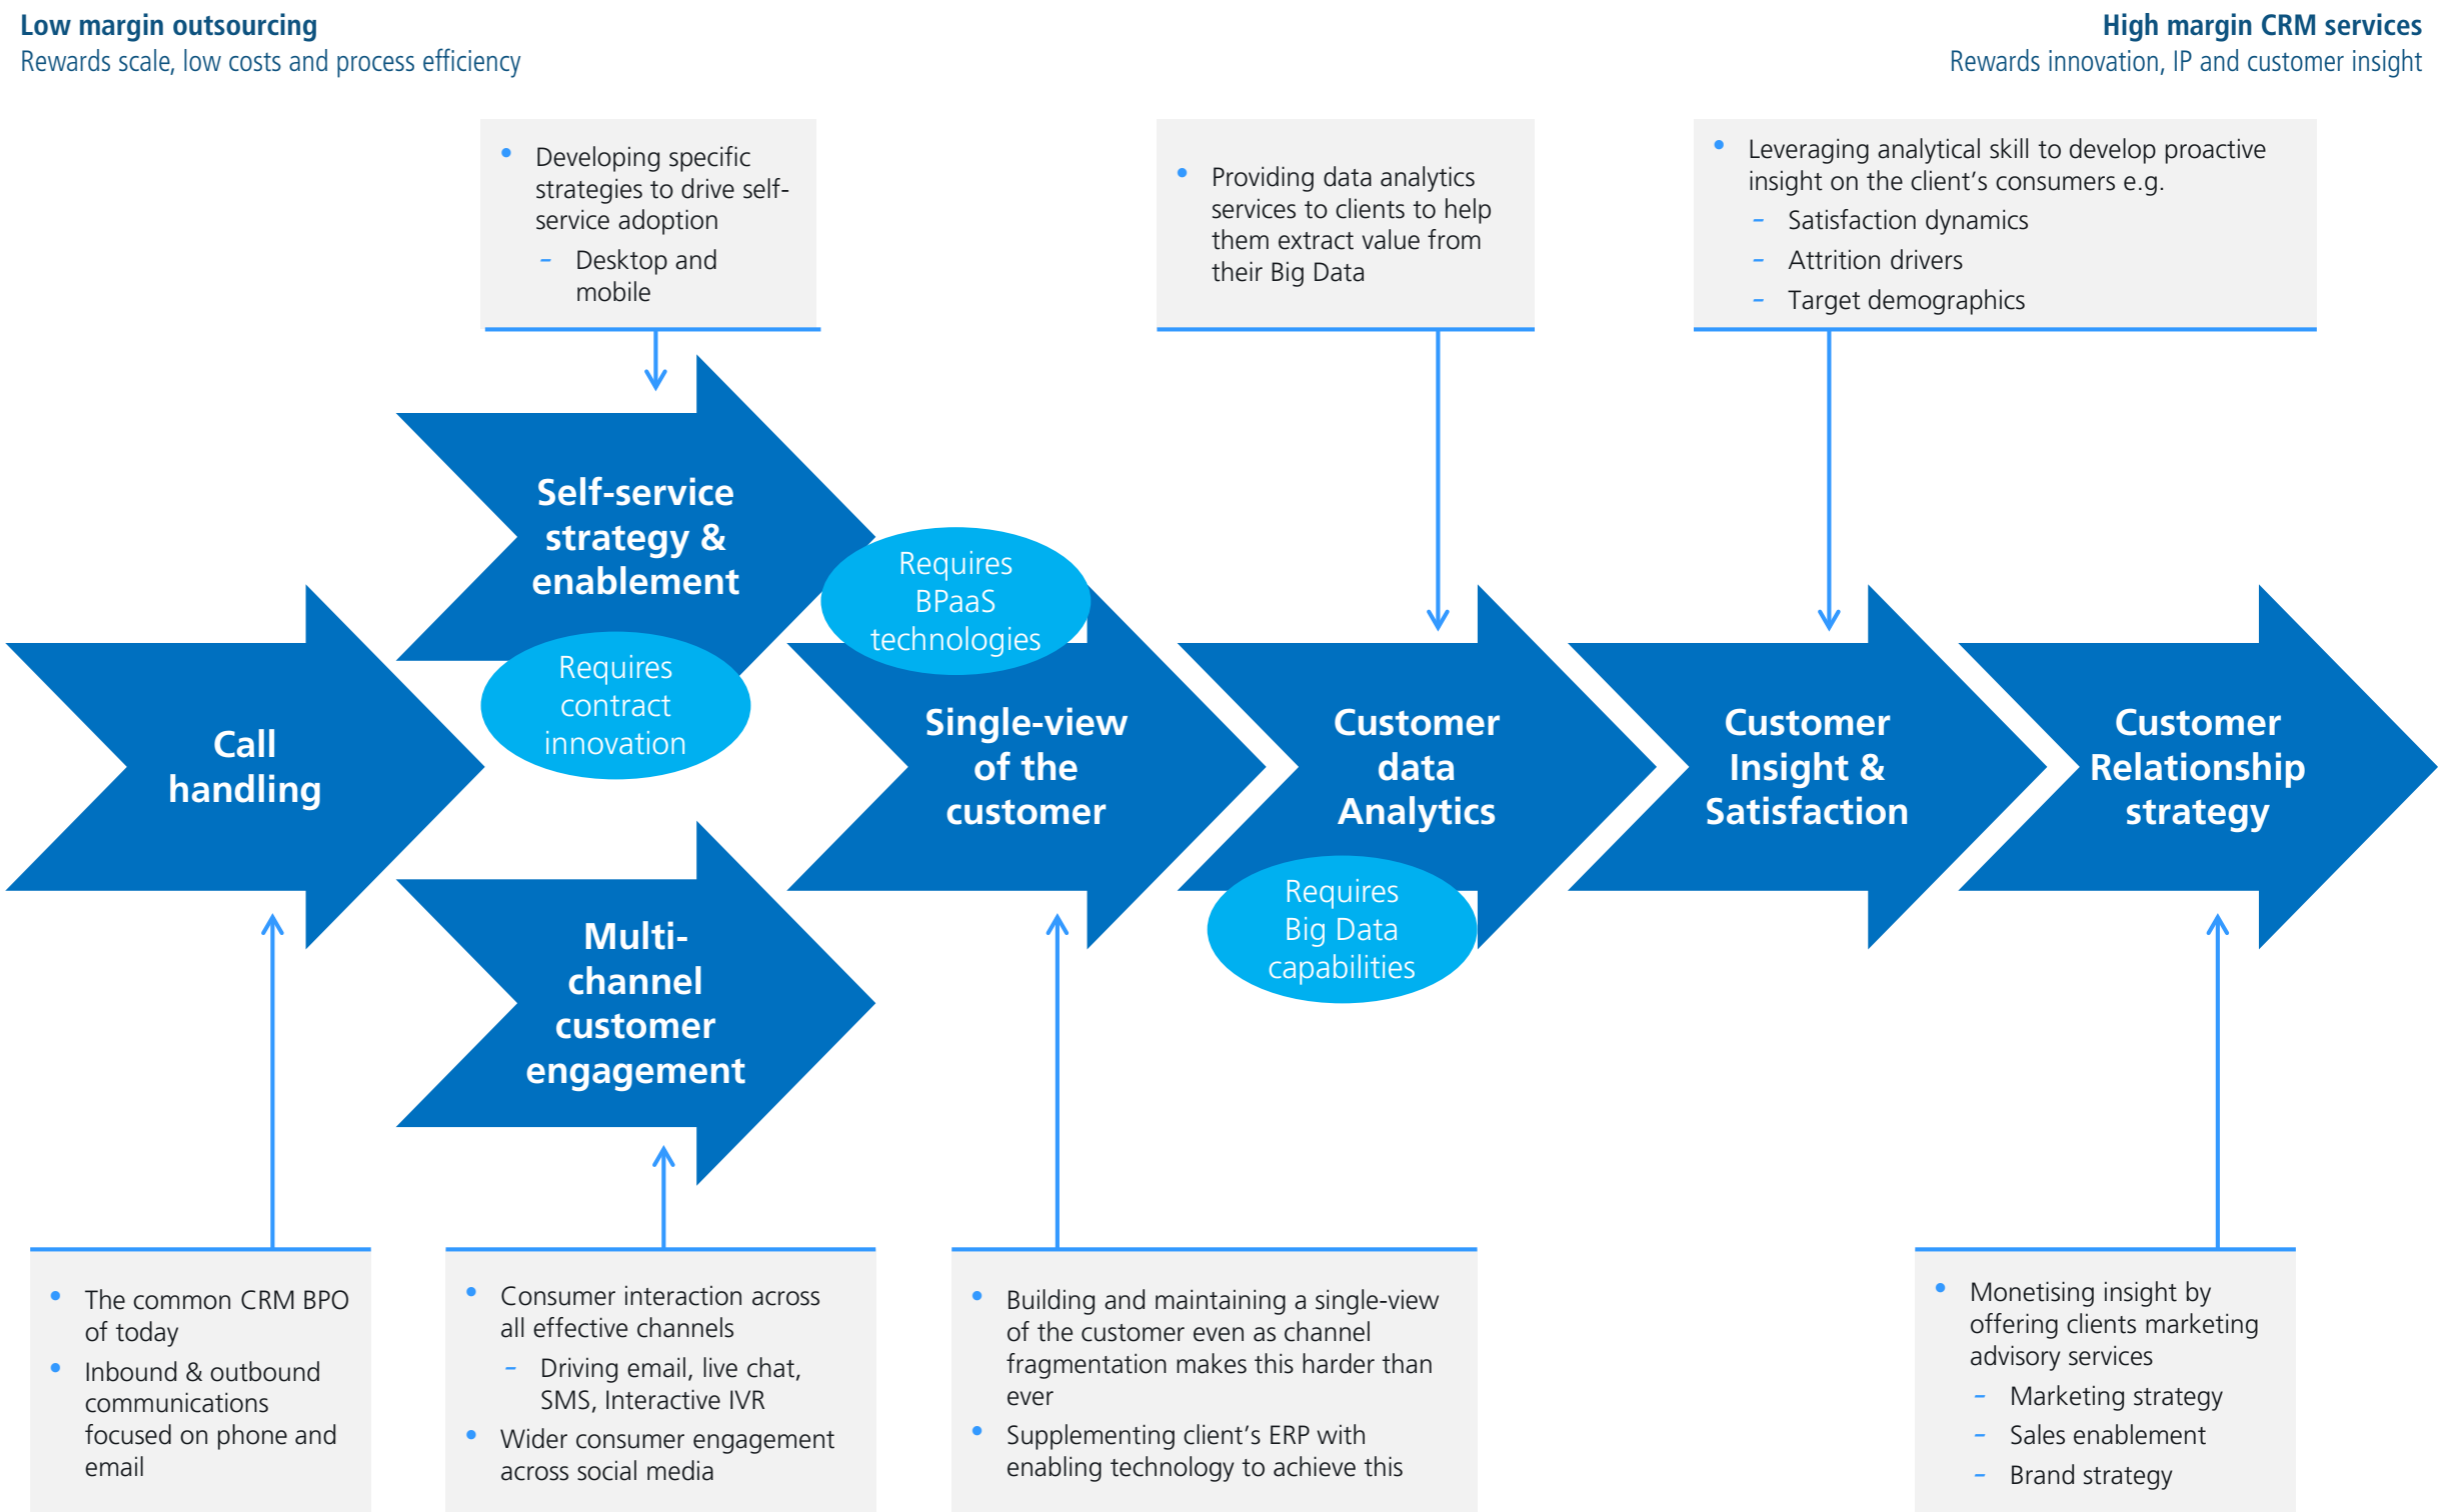 Low margin outsourcing
Rewards scale, low costs and process efficiency
High margin CRM services
Rewards innovation, IP and customer insight
• Developing specific
strategies to drive self-
service adoption
- Desktop and
mobile
• Providing data analytics
services to clients to help
them extract value from
their Big Data
• Leveraging analytical skill to develop proactive
insight on the client’s consumers e.g.
- Satisfaction dynamics
- Attrition drivers
- Target demographics
Self-service
strategy &
enablement
Requires
BPaaS
technologies
Requires
contract
innovation
Call
handling
Single-view
of the
customer
Customer
data
Analytics
Customer
Insight &
Satisfaction
Customer
Relationship
strategy
Requires
Big Data
capabilities
Multi-
channel
customer
engagement
• The common CRM BPO
of today
• Inbound & outbound
communications
focused on phone and
email
• Consumer interaction across
all effective channels
- Driving email, live chat,
SMS, Interactive IVR
• Wider consumer engagement
across social media
• Building and maintaining a single-view
of the customer even as channel
fragmentation makes this harder than
ever
• Supplementing client’s ERP with
enabling technology to achieve this
• Monetising insight by
offering clients marketing
advisory services
- Marketing strategy
- Sales enablement
- Brand strategy